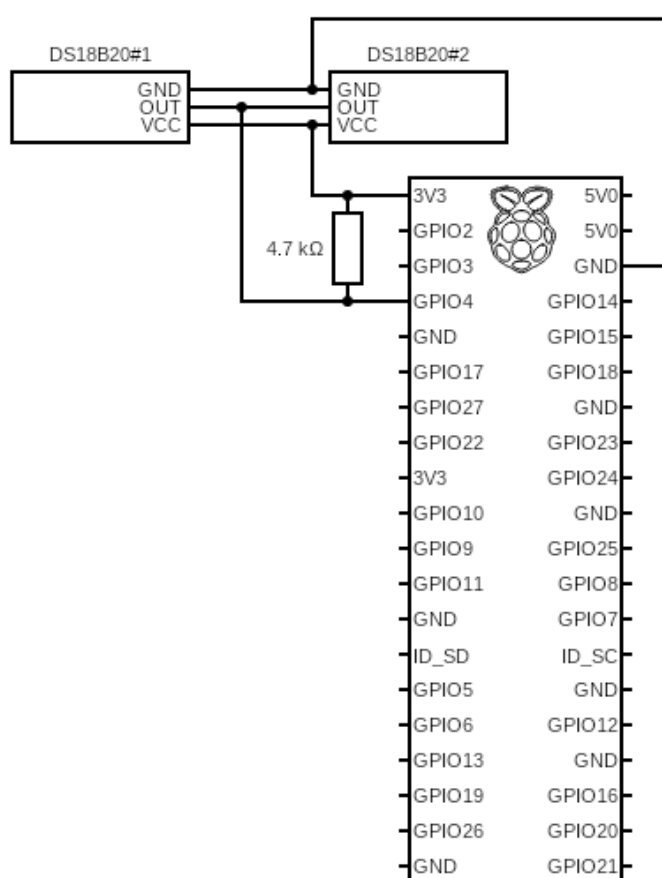 DS18B20#1
DS18B20#2
GND
OUT
VCC
GND
OUT
VCC
4.7 kΩ
3V3 5V0
GPIO2 5V0
GPIO3 GND
GPIO4 GPIO14
GND GPIO15
GPIO17 GPIO18
GPIO27 GND
GPIO22 GPIO23
3V3 GPIO24
GPIO10 GND
GPIO9 GPIO25
GPIO11 GPIO8
GND GPIO7
ID_SD ID_SC
GPIO5 GND
GPIO6 GPIO12
GPIO13 GND
GPIO19 GPIO16
GPIO26 GPIO20
GND GPIO21